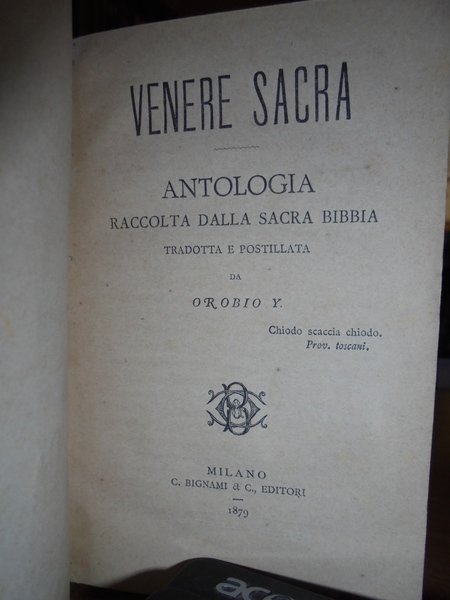 VENERE SACRA
ANTOLOGIA
RACCOLTA DALLA SACRA BIBBIA
TRADOTTA E POSTILLATA
DA
OROBIO Y.
Chiodo scaccia chiodo.
Prov. toscani.
MILANO
C. BIGNAMI & C., EDITORI
1879